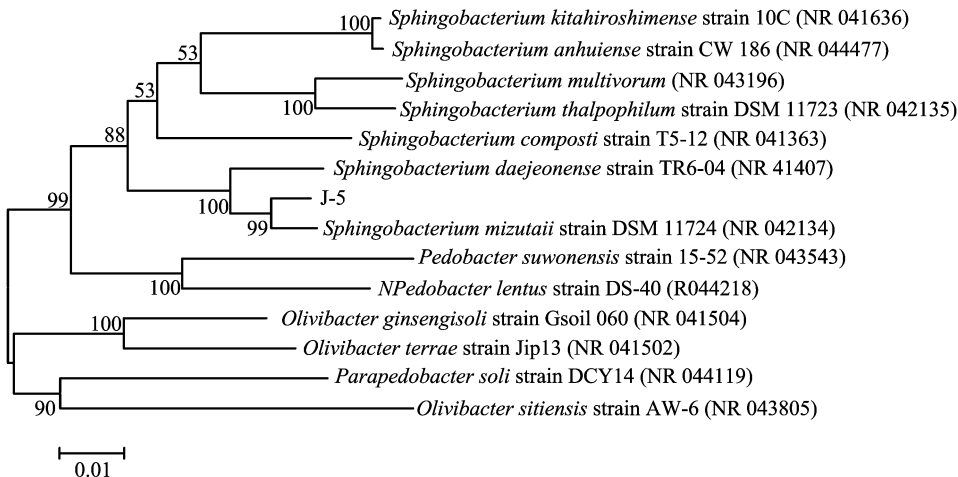 100 Sphingobacterium kitahiroshimense strain 10C (NR 041636)
53 Sphingobacterium anhuiense strain CW 186 (NR 044477)
Sphingobacterium multivorum (NR 043196)
53
100 Sphingobacterium thalpophilum strain DSM 11723 (NR 042135)
88 Sphingobacterium composti strain T5-12 (NR 041363)
Sphingobacterium daejeonense strain TR6-04 (NR 41407)
99 100 J-5
99 Sphingobacterium mizutaii strain DSM 11724 (NR 042134)
Pedobacter suwonensis strain 15-52 (NR 043543)
100 NPedobacter lentus strain DS-40 (R044218)
100 Olivibacter ginsengisoli strain Gsoil 060 (NR 041504)
Olivibacter terrae strain Jip13 (NR 041502)
Parapedobacter soli strain DCY14 (NR 044119)
90 Olivibacter sitiensis strain AW-6 (NR 043805)
0.01